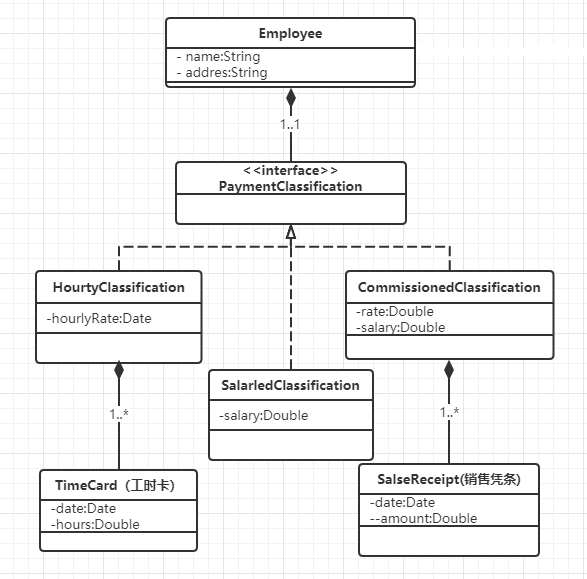 Employee
- name:String
- addres:String
1..1
<<interface>>
PaymentClassification
HourtyClassification
-hourlyRate:Date
CommissionedClassification
-rate:Double
-salary:Double
SalarledClassification
-salary:Double
1..*
1..*
TimeCard（工时卡）
-date:Date
-hours:Double
SalseReceipt(销售凭条)
-date:Date
--amount:Double